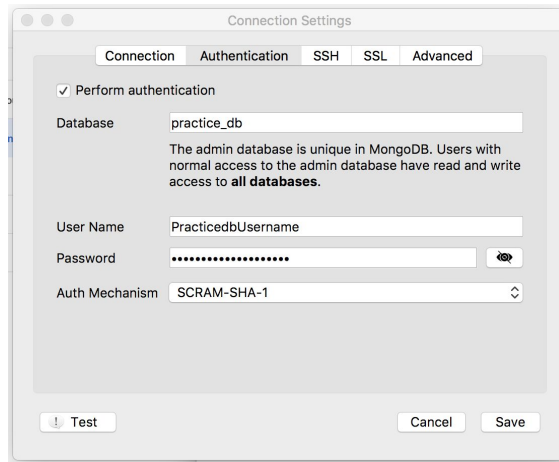 Connection Settings
Connection Authentication SSH SSL Advanced
Perform authentication
Database practice_db
The admin database is unique in MongoDB. Users with
normal access to the admin database have read and write
access to all databases.
User Name PracticedbUsername
Password ••••••••••••••••••••
Auth Mechanism SCRAM-SHA-1
! Test Cancel Save